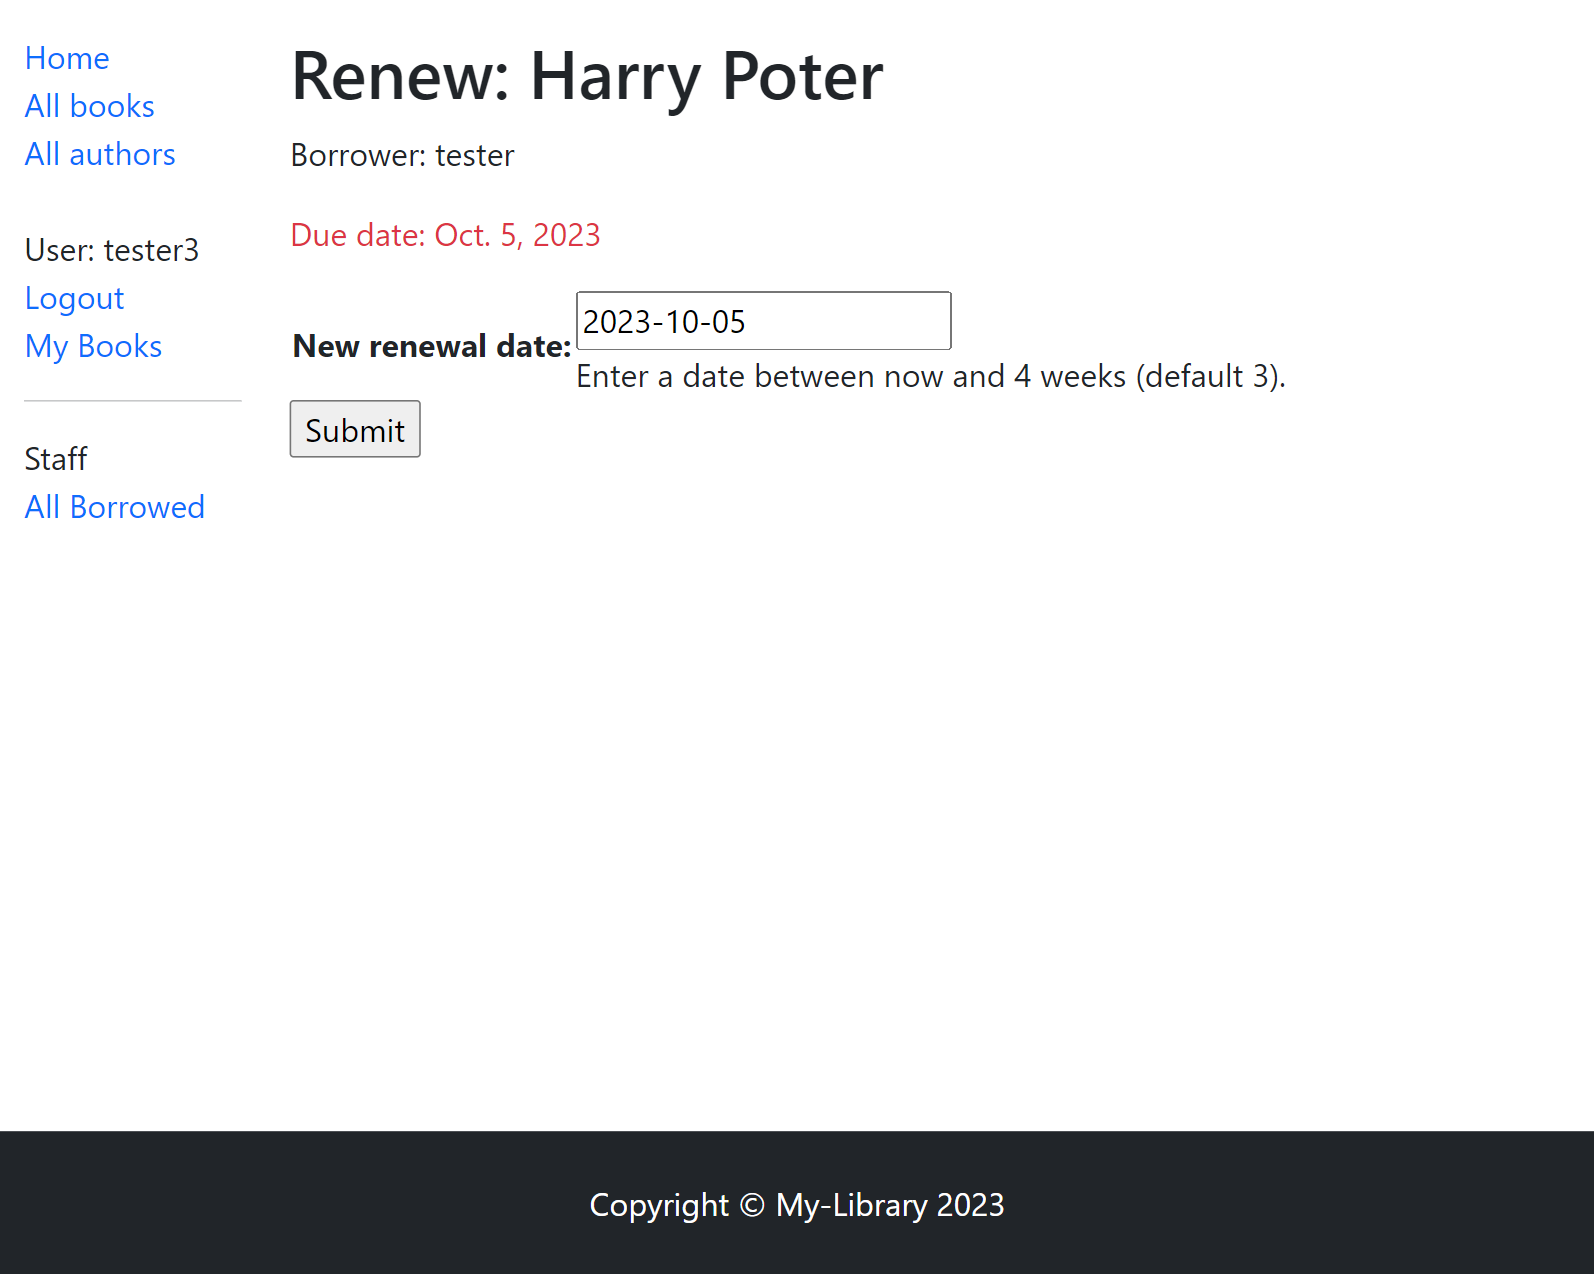 Home
All books
All authors
User: tester3
Logout
My Books
Staff
All Borrowed
Renew: Harry Poter
Borrower: tester
Due date: Oct. 5, 2023
New renewal date: 2023-10-05
Enter a date between now and 4 weeks (default 3).
Submit
Copyright © My-Library 2023